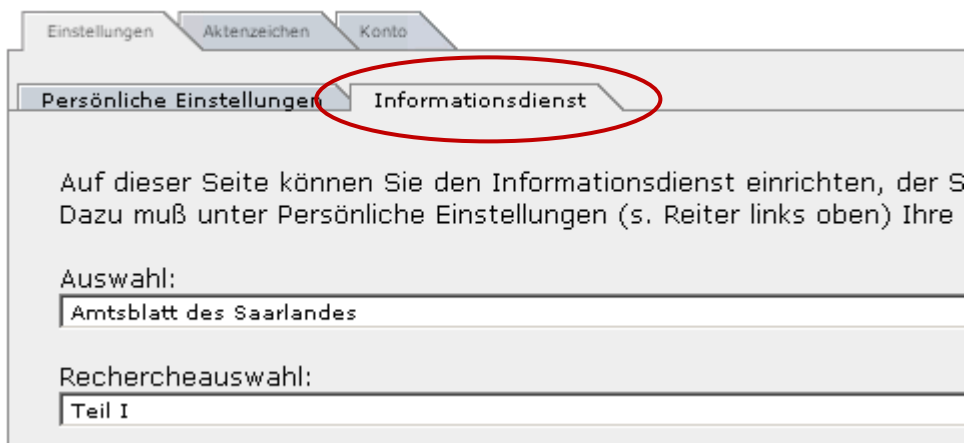 Einstellungen Aktenzeichen Konto
Persönliche Einstellungen Informationsdienst
Auf dieser Seite können Sie den Informationsdienst einrichten, der S
Dazu muß unter Persönliche Einstellungen (s. Reiter links oben) Ihre
Auswahl:
Amtsblatt des Saarlandes
Rechercheauswahl:
Teil I